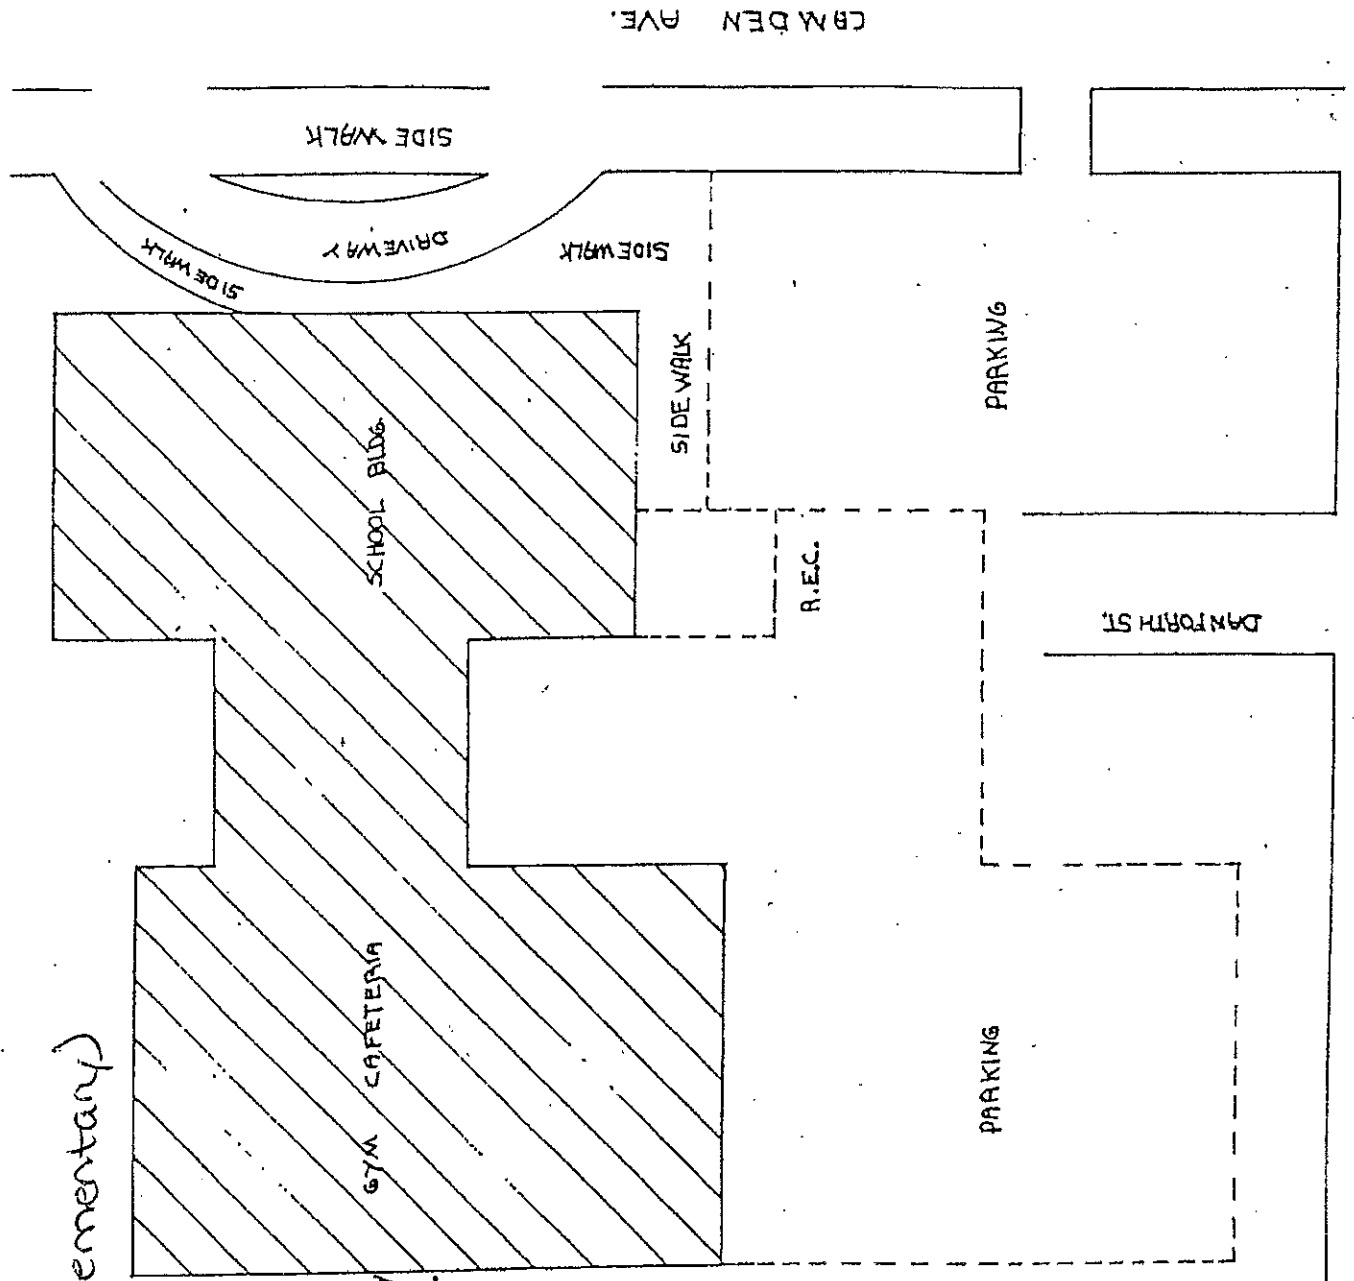 CAMDEN AVE.
SIDE WALK
DRIVEWAY
SIDE WALK
SIDEWALK
SIDE WALK
PARKING
SCHOOL BLDG.
R.E.C.
DANFORTH ST.
GYM CAFETERIA
PARKING
ementary)